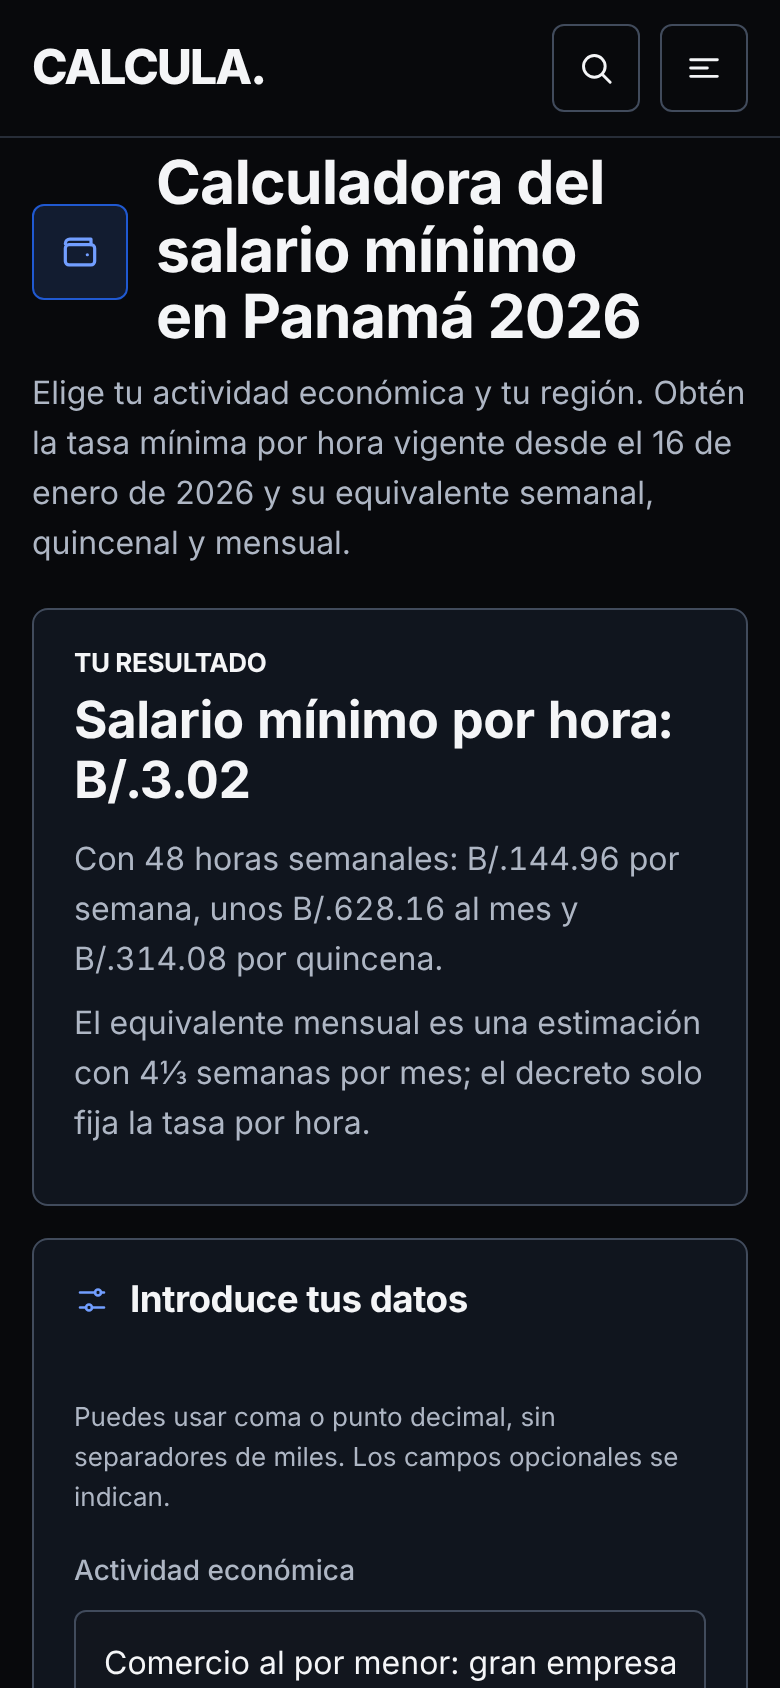 CALCULA.
Calculadora del
salario mínimo
en Panamá 2026
Elige tu actividad económica y tu región. Obtén
la tasa mínima por hora vigente desde el 16 de
enero de 2026 y su equivalente semanal,
quincenal y mensual.
TU RESULTADO
Salario mínimo por hora:
B/.3.02
Con 48 horas semanales: B/.144.96 por
semana, unos B/.628.16 al mes y
B/.314.08 por quincena.
El equivalente mensual es una estimación
con 4⅓ semanas por mes; el decreto solo
fija la tasa por hora.
Introduce tus datos
Puedes usar coma o punto decimal, sin
separadores de miles. Los campos opcionales se
indican.
Actividad económica
Comercio al por menor: gran empresa